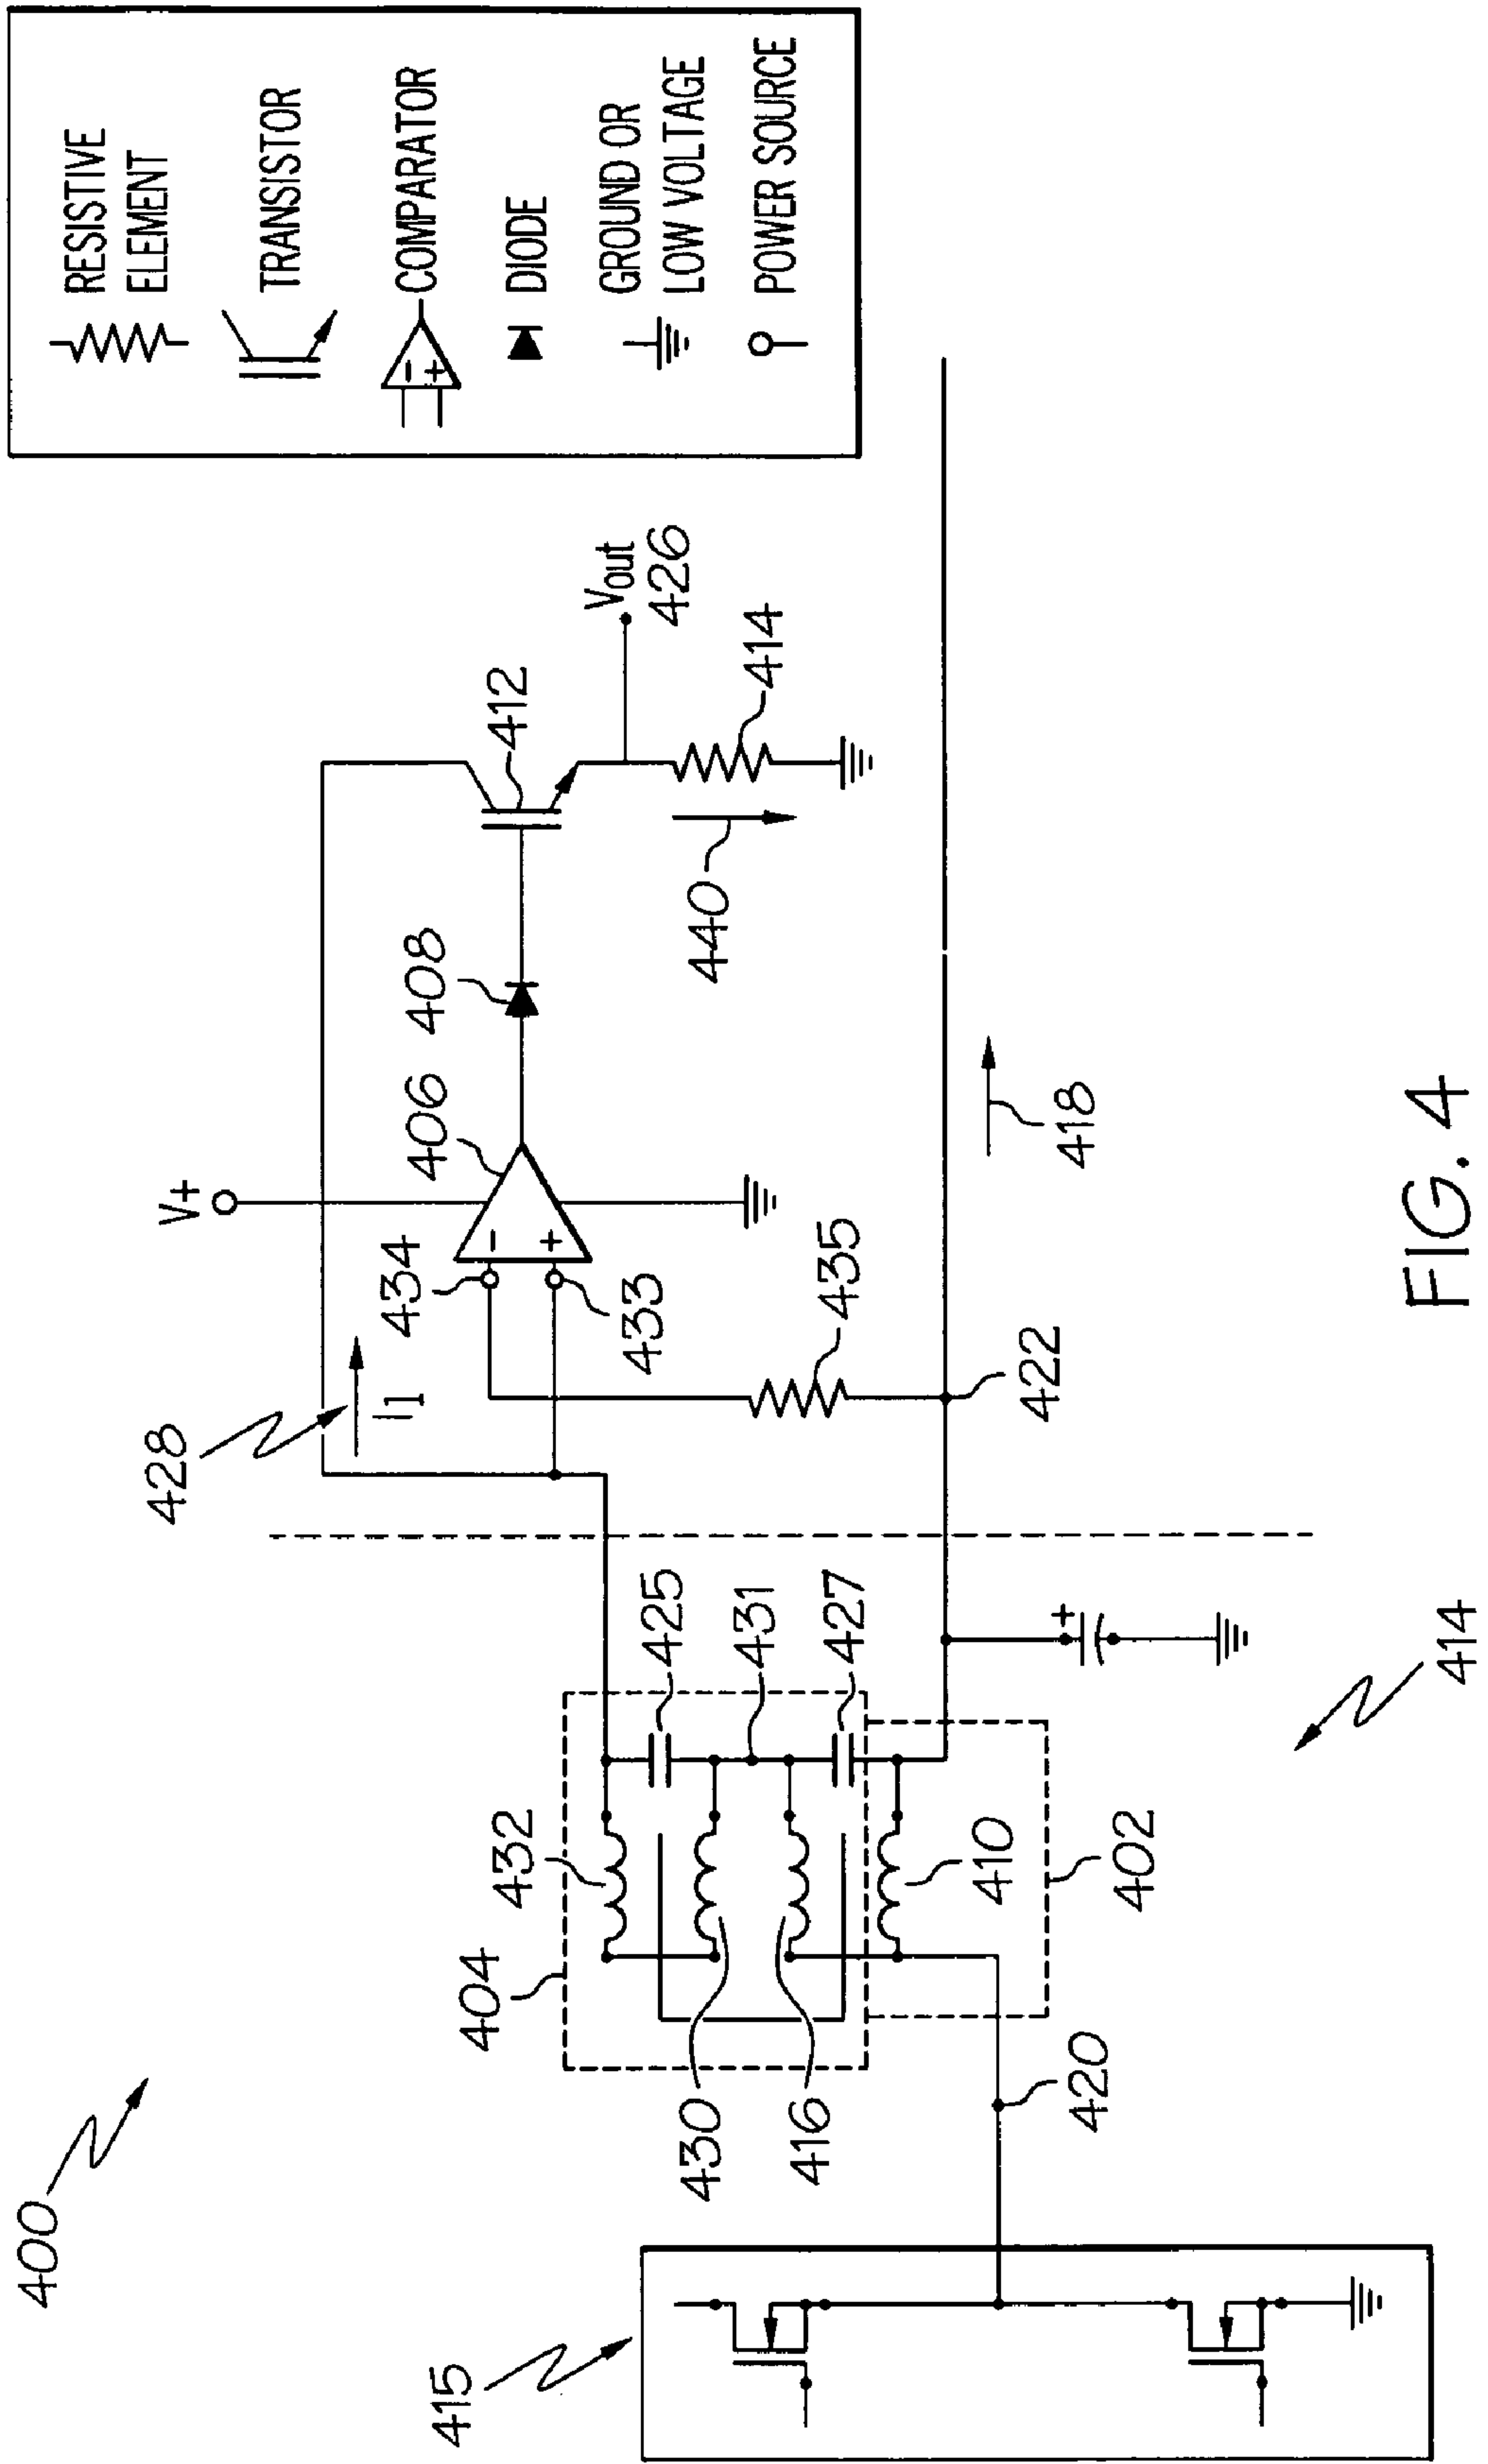 400
415
420
430
416
404
432
410
402
425
431
427
414
428
I1
V+
434
433
435
422
406
408
418
−
+
+
412
440
414
Vout
426
RESISTIVE
ELEMENT
TRANSISTOR
−
+
COMPARATOR
DIODE
GROUND OR
LOW VOLTAGE
POWER SOURCE
FIG. 4